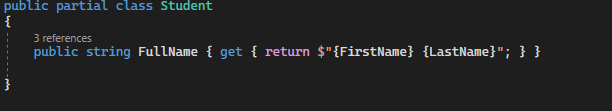 public partial class Student
{
3 references
public string FullName { get { return $"{FirstName} {LastName}"; } }
}